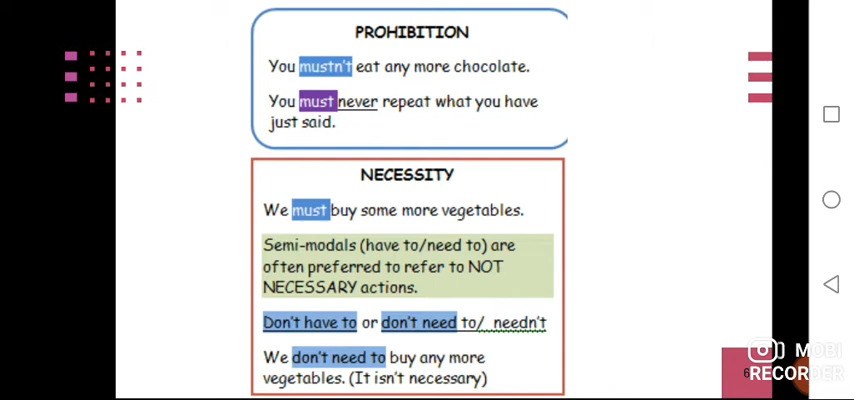 PROHIBITION
You mustn't eat any more chocolate.
You must never repeat what you have
just said.
NECESSITY
We must buy some more vegetables.
Semi-modals (have to/need to) are
often preferred to refer to NOT
NECESSARY actions.
Don't have to or don't need to/ needn't
We don't need to buy any more
vegetables. (It isn't necessary)
6
MOBI
RECORDER